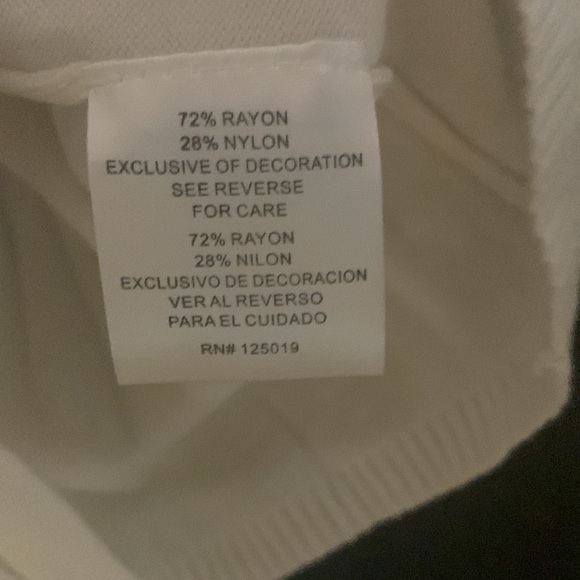 72% RAYON
28% NYLON
EXCLUSIVE OF DECORATION
SEE REVERSE
FOR CARE
72% RAYON
28% NILON
EXCLUSIVO DE DECORACION
VER AL REVERSO
PARA EL CUIDADO
RN# 125019